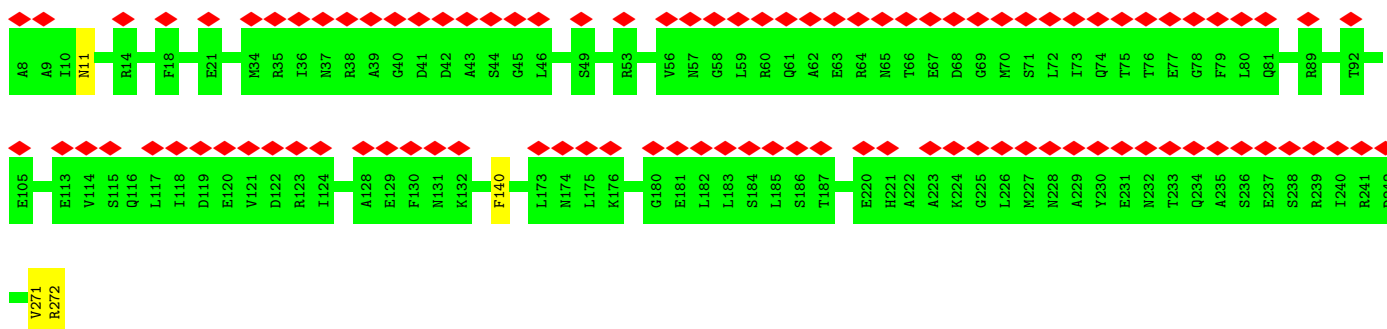 A8 A9 I10 N11 R14 F18 E21 M34 R35 I36 N37 R38 A39 G40 D41 D42 A43 S44 G45 L46 S49 R53 V56 N57 G58 L59 R60 Q61 A62 E63 R64 N65 T66 E67 D68 G69 M70 S71 L72 I73 Q74 T75 T76 E77 G78 F79 L80 Q81 R89 T92
E105 E113 V114 S115 Q116 L117 I118 D119 E120 V121 D122 R123 I124 A128 E129 F130 N131 K132 F140 L173 N174 L175 K176 G180 E181 L182 L183 S184 L185 S186 T187 E220 H221 A222 A223 K224 G225 L226 M227 N228 A229 Y230 E231 N232 T233 Q234 A235 S236 E237 S238 R239 I240 R241
V271 R272